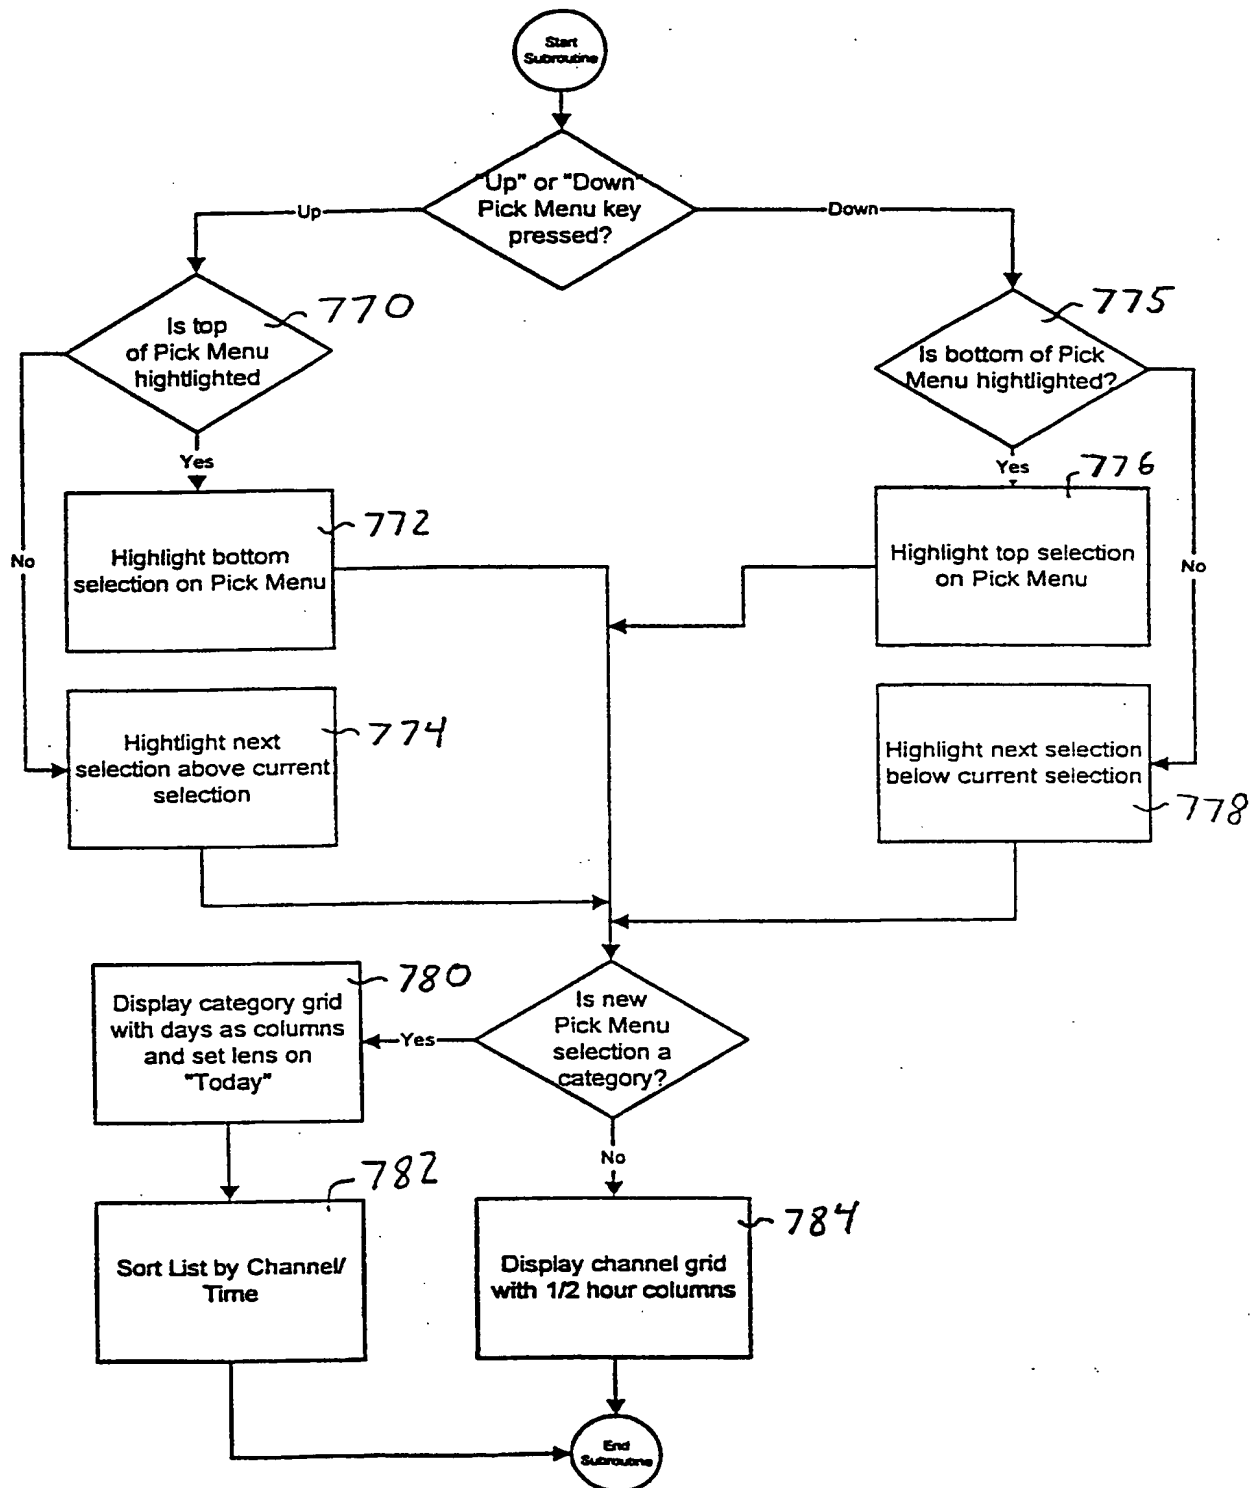 Start
Subroutine
"Up" or "Down"
Pick Menu key
pressed?
Up
Down
770
Is top
of Pick Menu
hightlighted
775
Is bottom of Pick
Menu hightlighted?
Yes
Yes
776
772
Highlight bottom
selection on Pick Menu
Highlight top selection
on Pick Menu
No
No
774
Hightlight next
selection above current
selection
Highlight next selection
below current selection
778
780
Display category grid
with days as columns
and set lens on
"Today"
Yes
Is new
Pick Menu
selection a
category?
No
782
Sort List by Channel/
Time
784
Display channel grid
with 1/2 hour columns
End
Subroutine